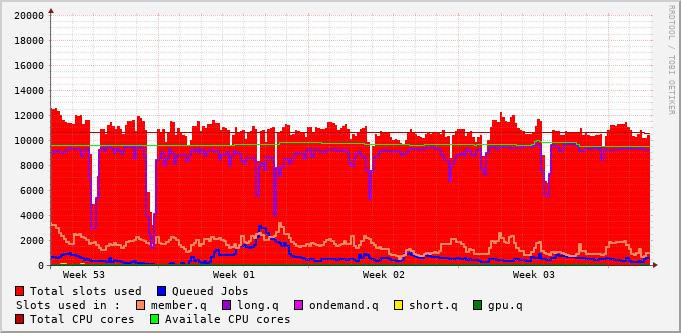 RRDTOOL / TOBI OETIKER
20000
18000
16000
14000
12000
10000
8000
6000
4000
2000
0
Week 53 Week 01 Week 02 Week 03
Total slots used Queued Jobs
Slots used in : member.q long.q ondemand.q short.q gpu.q
Total CPU cores Availale CPU cores